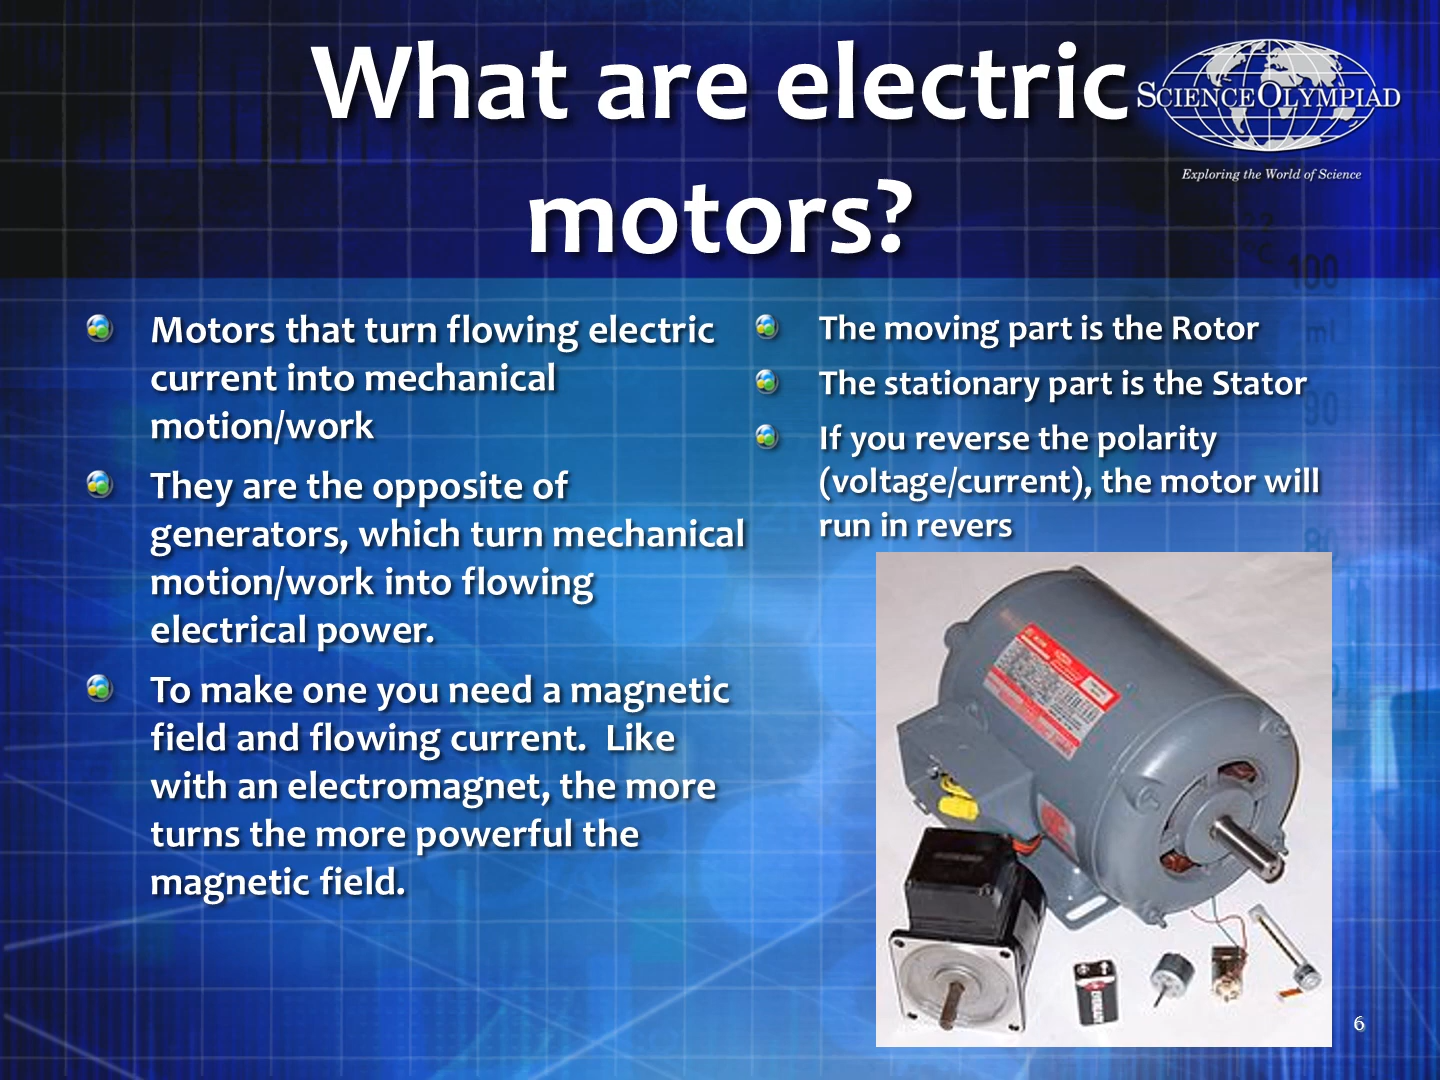 What are electric
motors?
SCIENCE OLYMPIAD
Exploring the World of Science
Motors that turn flowing electric
current into mechanical
motion/work
They are the opposite of
generators, which turn mechanical
motion/work into flowing
electrical power.
To make one you need a magnetic
field and flowing current.  Like
with an electromagnet, the more
turns the more powerful the
magnetic field.
The moving part is the Rotor
The stationary part is the Stator
If you reverse the polarity
(voltage/current), the motor will
run in revers
100
ml
90
6